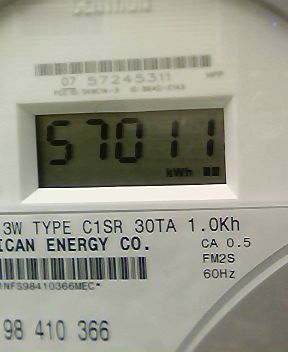 07 57245311
57011
kWh
3W TYPE C1SR 30TA 1.0Kh
ICAN ENERGY CO.
CA 0.5
FM2S
60Hz
1NFS98410366MEC*
98 410 366